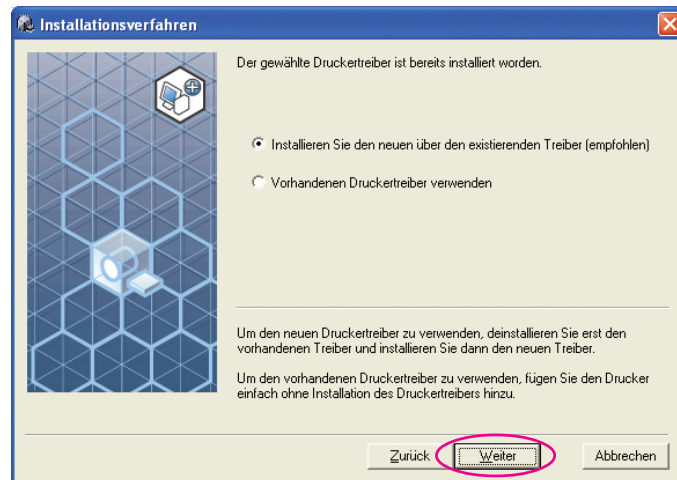 Installationsverfahren
Der gewählte Druckertreiber ist bereits installiert worden.
Installieren Sie den neuen über den existierenden Treiber (empfohlen)
Vorhandenen Druckertreiber verwenden
Um den neuen Druckertreiber zu verwenden, deinstallieren Sie erst den
vorhandenen Treiber und installieren Sie dann den neuen Treiber.
Um den vorhandenen Druckertreiber zu verwenden, fügen Sie den Drucker
einfach ohne Installation des Druckertreibers hinzu.
Zurück Weiter Abbrechen